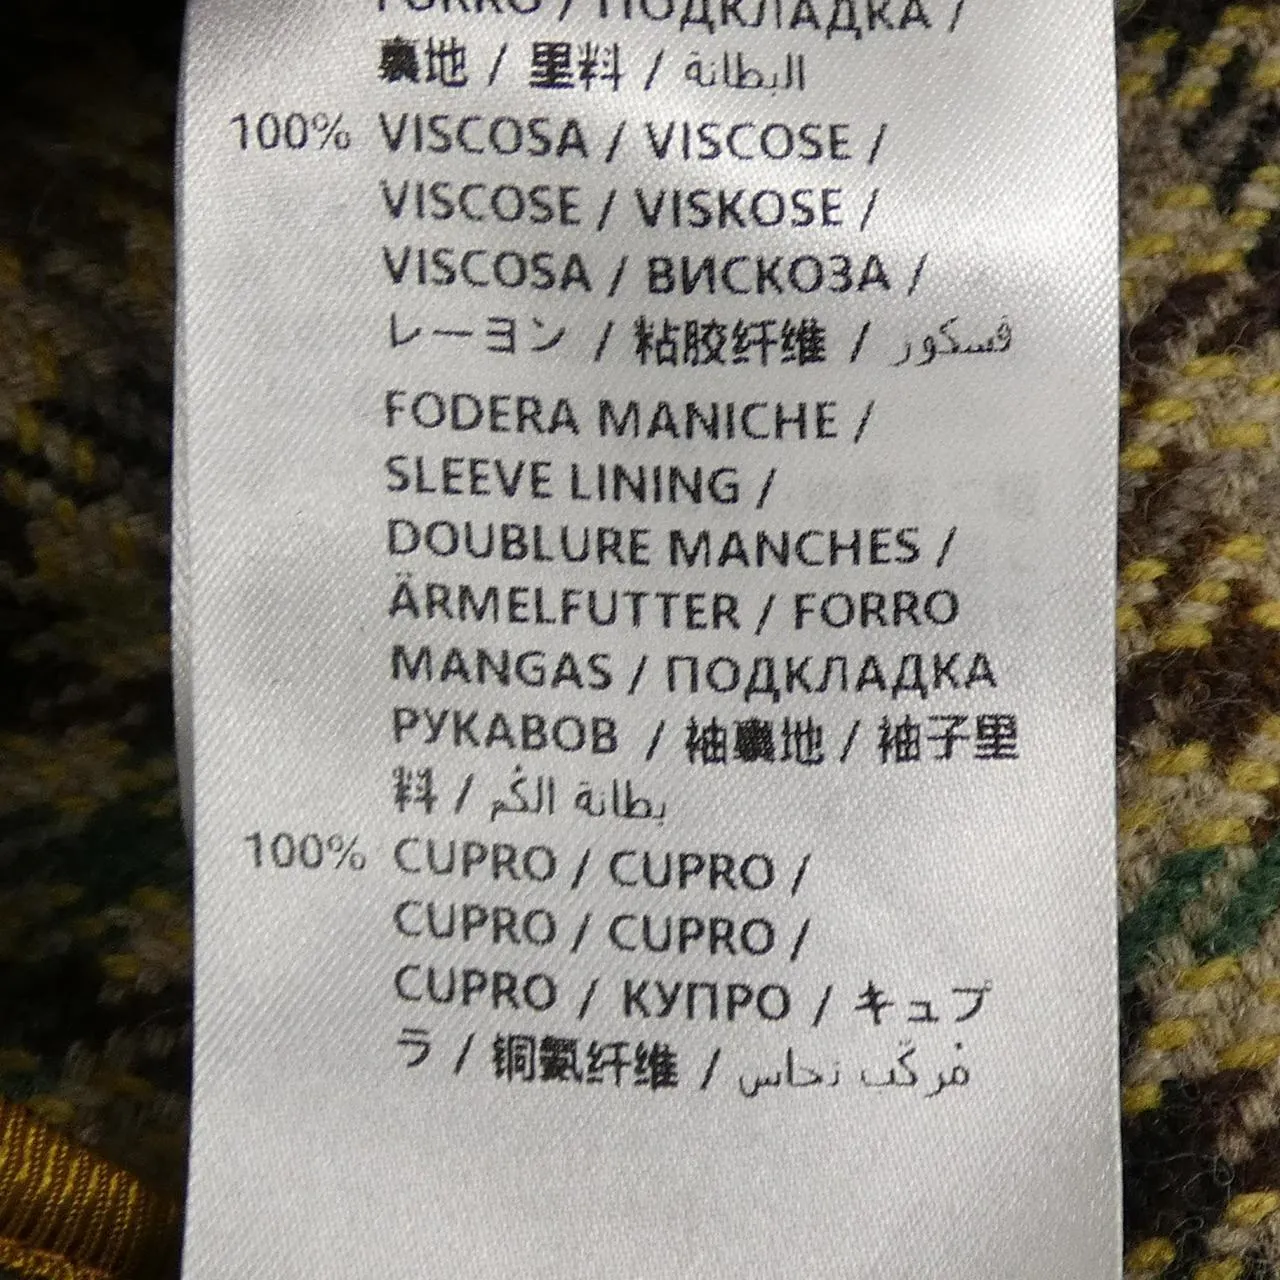 FORRO / ПОДКЛАДКА /
裏地 / 里料 / البطانة
100% VISCOSA / VISCOSE /
VISCOSE / VISKOSE /
VISCOSA / ВИСКОЗА /
レーヨン / 粘胶纤维 / فسكور
FODERA MANICHE /
SLEEVE LINING /
DOUBLURE MANCHES /
ÄRMELFUTTER / FORRO
MANGAS / ПОДКЛАДКА
РУКАВОВ / 袖裏地 / 袖子里
料 / بطانة الكُم
100% CUPRO / CUPRO /
CUPRO / CUPRO /
CUPRO / КУПРО / キュプ
ラ / 铜氨纤维 / مُركّب نحاس